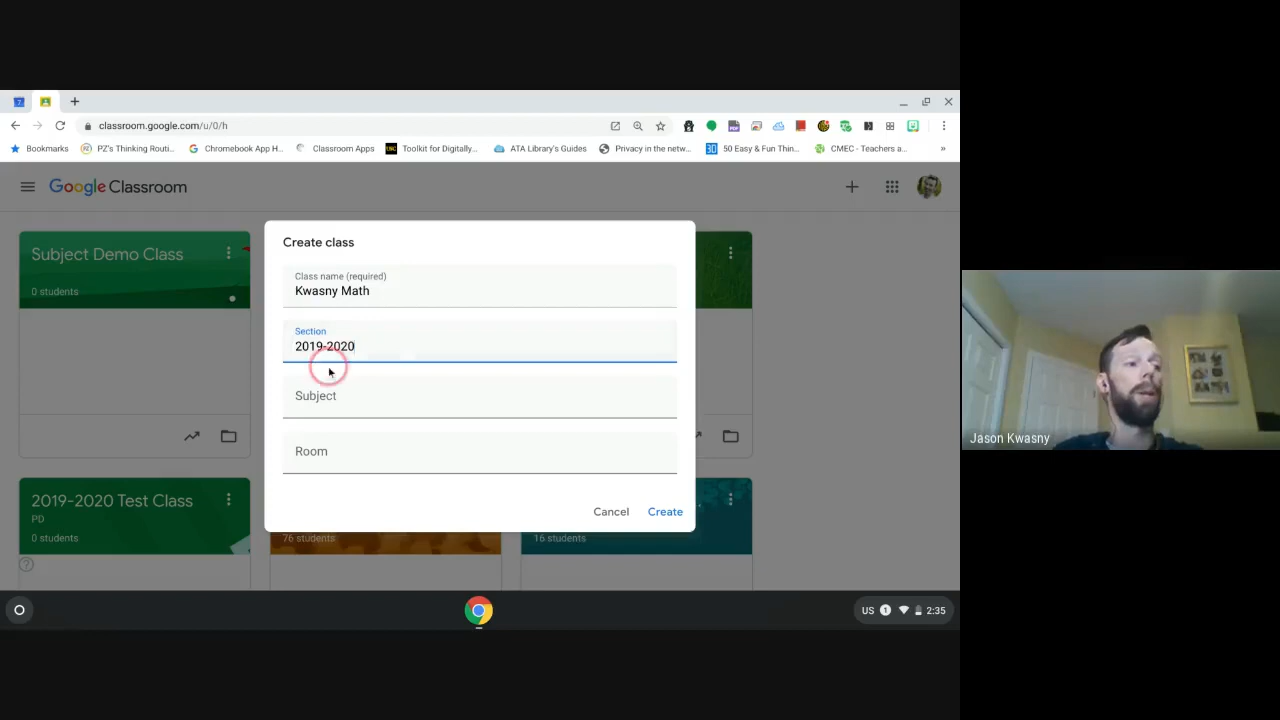 classroom.google.com/u/0/h
Bookmarks PZ's Thinking Routi... Chromebook App H... Classroom Apps Toolkit for Digitally... ATA Library's Guides Privacy in the netw... 50 Easy & Fun Thin... CMEC - Teachers a... »
Google Classroom
Subject Demo Class
0 students
Create class
Class name (required)
Kwasny Math
Section
2019-2020
Subject
Room
Cancel Create
2019-2020 Test Class
PD
0 students
76 students
16 students
Jason Kwasny
US 1 2:35